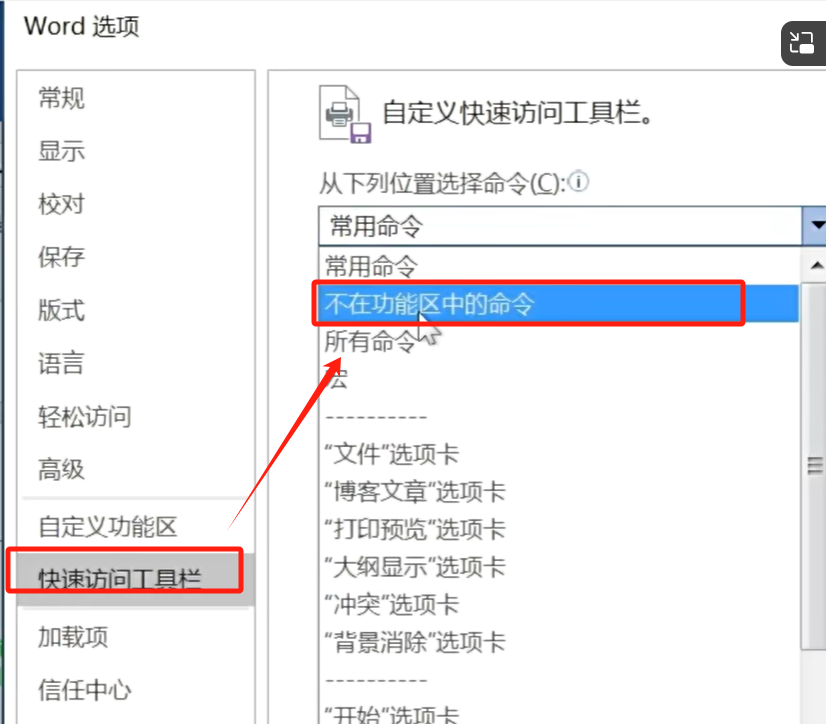 Word 选项
常规
显示
校对
保存
版式
语言
轻松访问
高级
自定义功能区
快速访问工具栏
加载项
信任中心
自定义快速访问工具栏。
从下列位置选择命令(C):
常用命令
常用命令
不在功能区中的命令
所有命令
宏
----------
“文件”选项卡
“博客文章”选项卡
“打印预览”选项卡
“大纲显示”选项卡
“冲突”选项卡
“背景消除”选项卡
----------
“开始”选项卡